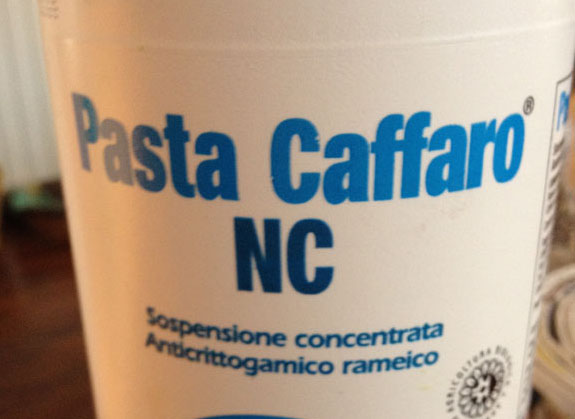 Pasta Caffaro®
NC
Sospensione concentrata
Anticrittogamico rameico